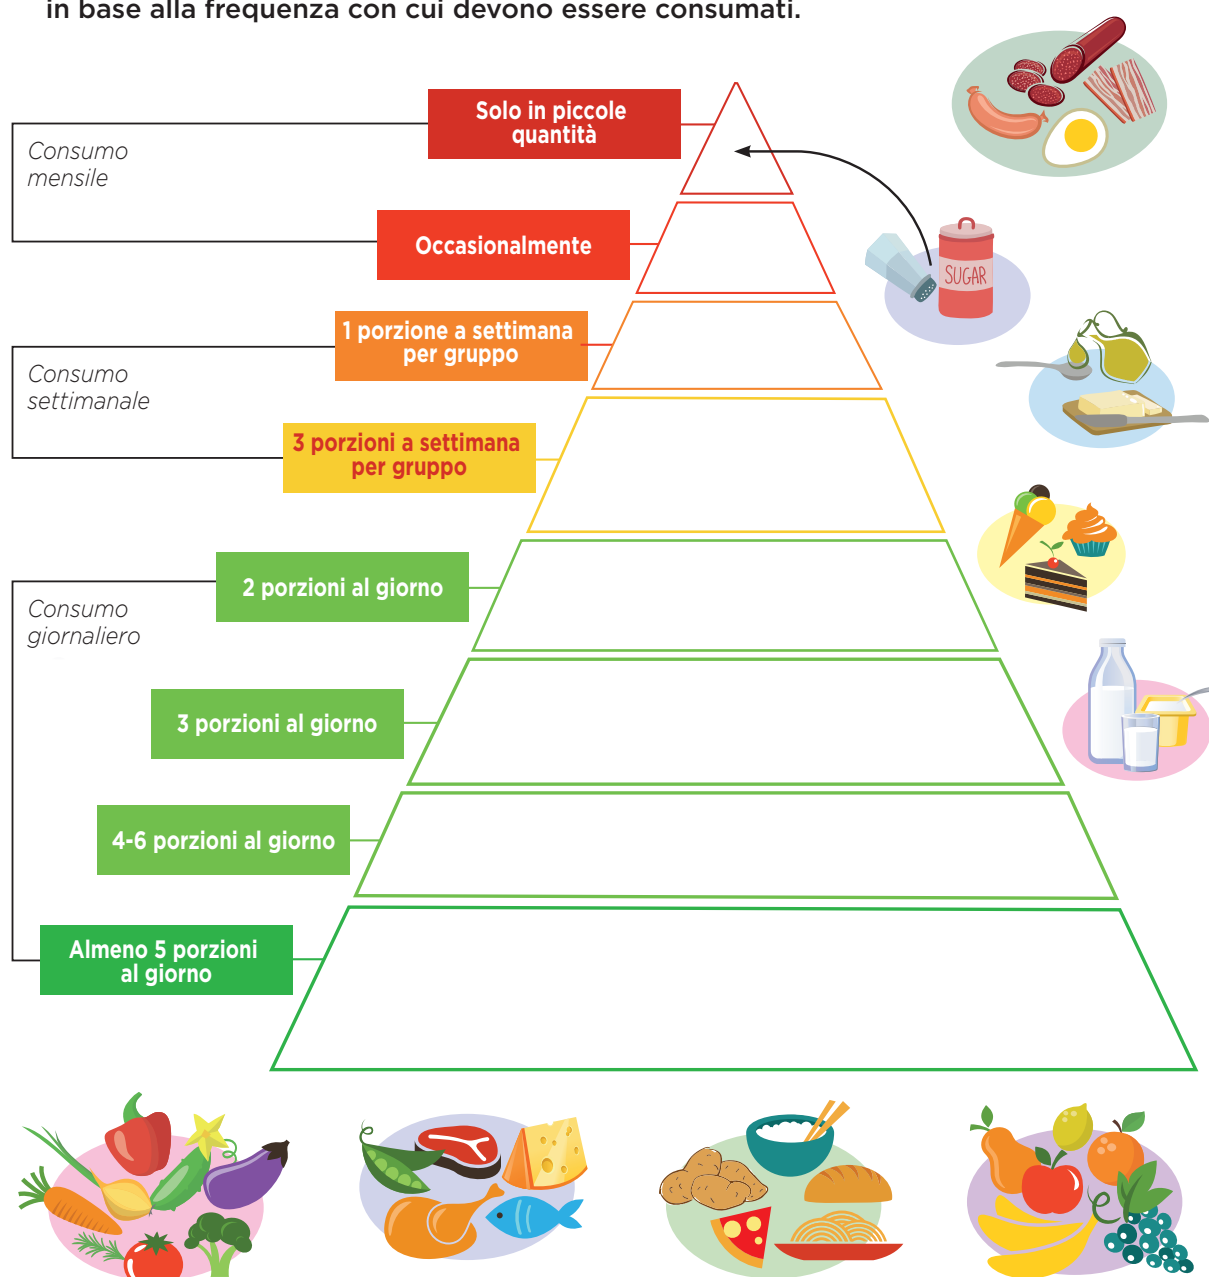 in base alla frequenza con cui devono essere consumati.
Solo in piccole
quantità
Consumo
mensile
Occasionalmente
SUGAR
1 porzione a settimana
per gruppo
Consumo
settimanale
3 porzioni a settimana
per gruppo
2 porzioni al giorno
Consumo
giornaliero
3 porzioni al giorno
4-6 porzioni al giorno
Almeno 5 porzioni
al giorno